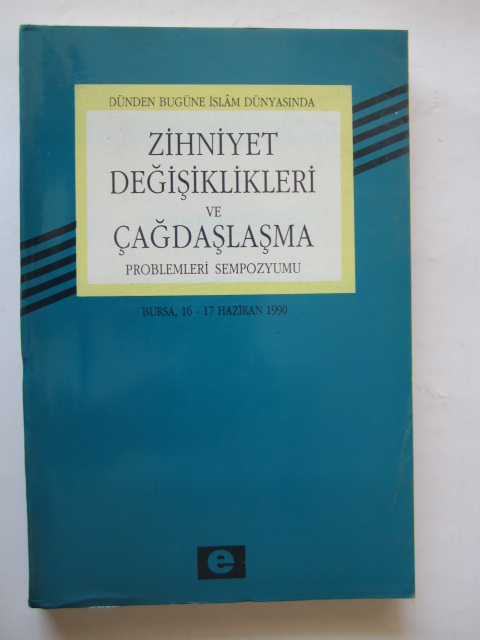 DÜNDEN BUGÜNE İSLÂM DÜNYASINDA
ZİHNİYET
DEĞİŞİKLİKLERİ
VE
ÇAĞDAŞLAŞMA
PROBLEMLERİ SEMPOZYUMU
BURSA, 16 - 17 HAZİRAN 1990
e